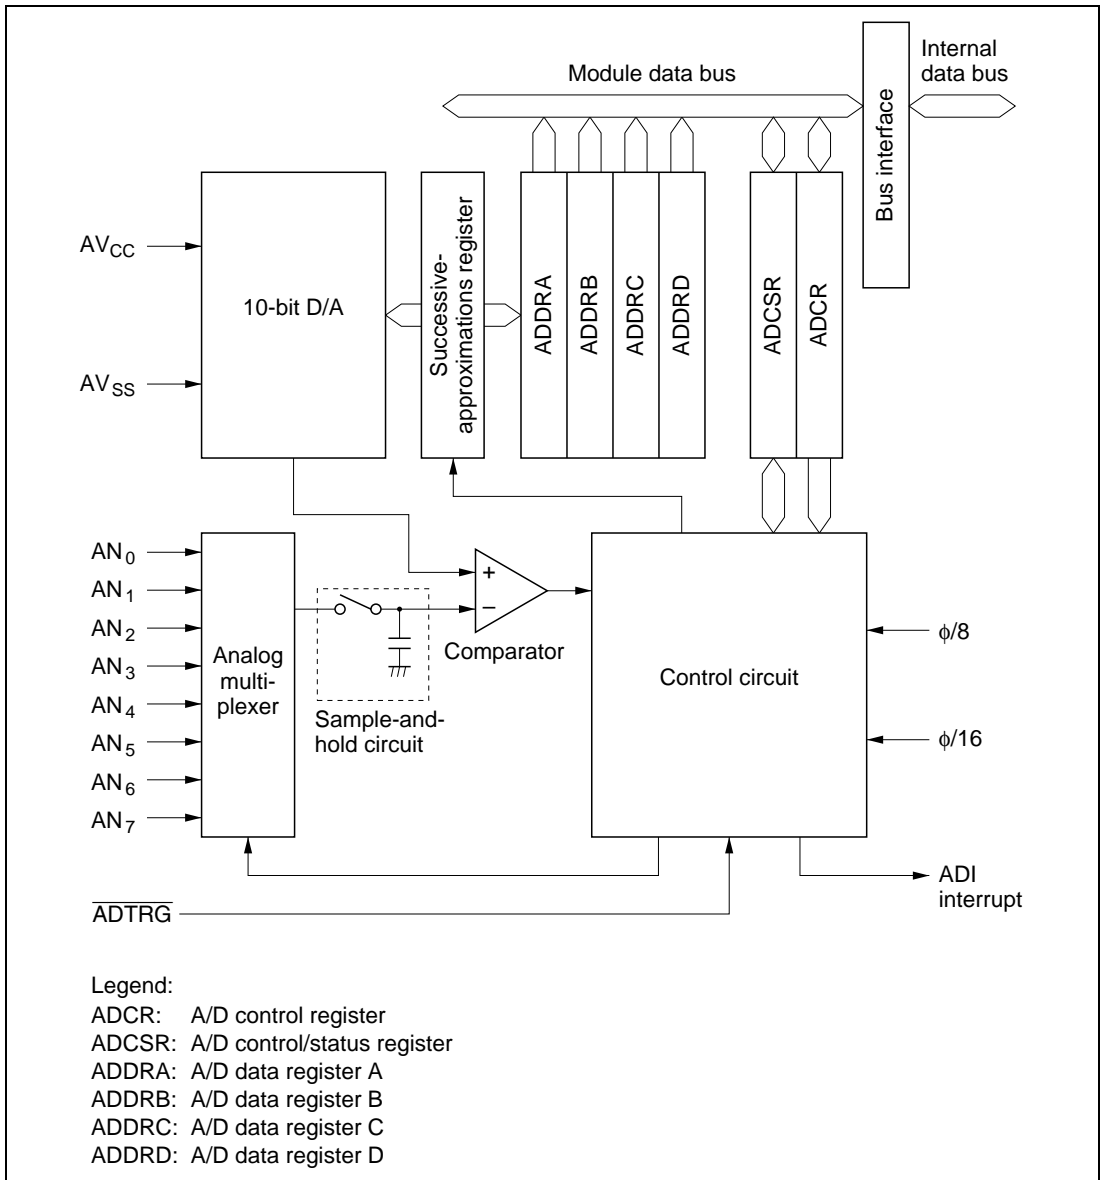 Module data bus
Internal
data bus
Bus interface
AVCC
AVSS
10-bit D/A
Successive-
approximations register
ADDRA
ADDRB
ADDRC
ADDRD
ADCSR
ADCR
AN0
AN1
AN2
AN3
AN4
AN5
AN6
AN7
Analog
multi-
plexer
+
−
Comparator
Sample-and-
hold circuit
Control circuit
ϕ/8
ϕ/16
ADI
interrupt
ADTRG
Legend:
ADCR: A/D control register
ADCSR: A/D control/status register
ADDRA: A/D data register A
ADDRB: A/D data register B
ADDRC: A/D data register C
ADDRD: A/D data register D